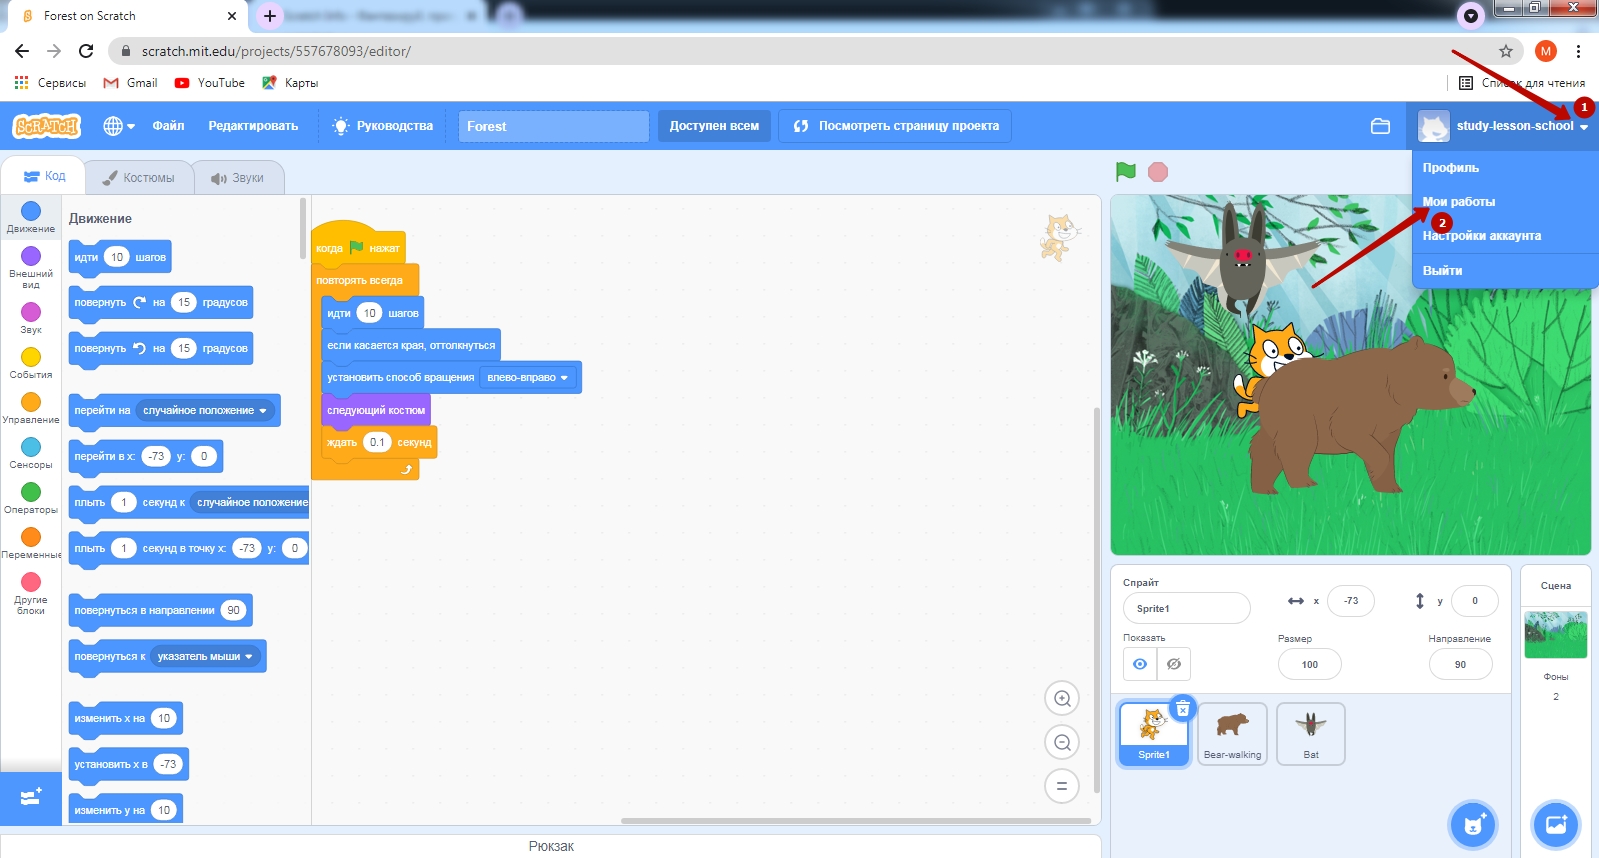 Forest on Scratch
scratch.mit.edu/projects/557678093/editor/
M
Сервисы Gmail YouTube Карты
Список для чтения
SCRATCH
Файл Редактировать Руководства Forest Доступен всем Посмотреть страницу проекта study-lesson-school
1
Код Костюмы Звуки
Профиль
Мои работы
2
Настройки аккаунта
Выйти
Движение
Внешний вид
Звук
События
Управление
Сенсоры
Операторы
Переменные
Другие блоки
Движение
идти 10 шагов
повернуть на 15 градусов
повернуть на 15 градусов
перейти на случайное положение
перейти в x: -73 y: 0
плыть 1 секунд к случайное положение
плыть 1 секунд в точку x: -73 y: 0
повернуться в направлении 90
повернуться к указатель мыши
изменить x на 10
установить x в -73
изменить y на 10
когда нажат
повторять всегда
идти 10 шагов
если касается края, оттолкнуться
установить способ вращения влево-вправо
следующий костюм
ждать 0.1 секунд
Спрайт
Sprite1
x -73 y 0
Показать Размер Направление
100 90
Sprite1 Bear-walking Bat
Сцена
Фоны
2
Рюкзак